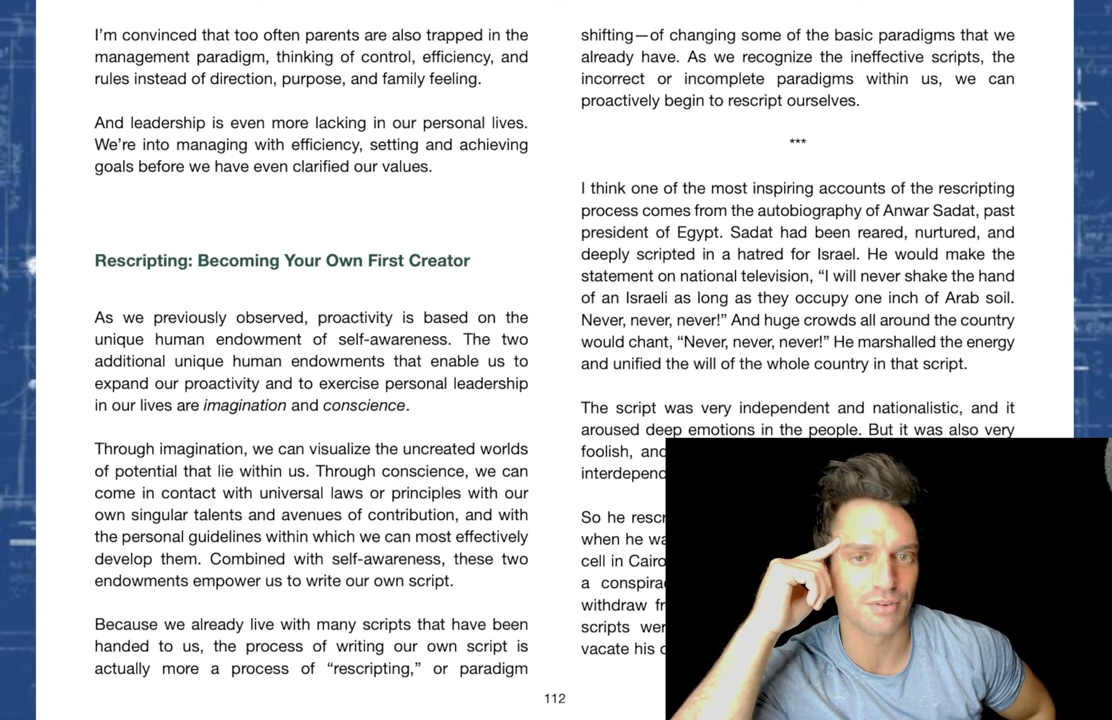 I’m convinced that too often parents are also trapped in the
management paradigm, thinking of control, efficiency, and
rules instead of direction, purpose, and family feeling.
And leadership is even more lacking in our personal lives.
We’re into managing with efficiency, setting and achieving
goals before we have even clarified our values.
Rescripting: Becoming Your Own First Creator
As we previously observed, proactivity is based on the
unique human endowment of self-awareness. The two
additional unique human endowments that enable us to
expand our proactivity and to exercise personal leadership
in our lives are imagination and conscience.
Through imagination, we can visualize the uncreated worlds
of potential that lie within us. Through conscience, we can
come in contact with universal laws or principles with our
own singular talents and avenues of contribution, and with
the personal guidelines within which we can most effectively
develop them. Combined with self-awareness, these two
endowments empower us to write our own script.
Because we already live with many scripts that have been
handed to us, the process of writing our own script is
actually more a process of “rescripting,” or paradigm
shifting—of changing some of the basic paradigms that we
already have. As we recognize the ineffective scripts, the
incorrect or incomplete paradigms within us, we can
proactively begin to rescript ourselves.
***
I think one of the most inspiring accounts of the rescripting
process comes from the autobiography of Anwar Sadat, past
president of Egypt. Sadat had been reared, nurtured, and
deeply scripted in a hatred for Israel. He would make the
statement on national television, “I will never shake the hand
of an Israeli as long as they occupy one inch of Arab soil.
Never, never, never!” And huge crowds all around the country
would chant, “Never, never, never!” He marshalled the energy
and unified the will of the whole country in that script.
The script was very independent and nationalistic, and it
aroused deep emotions in the people. But it was also very
foolish, and
interdepend
So he rescr
when he wa
cell in Cairo
a conspira
withdraw fr
scripts wer
vacate his
112